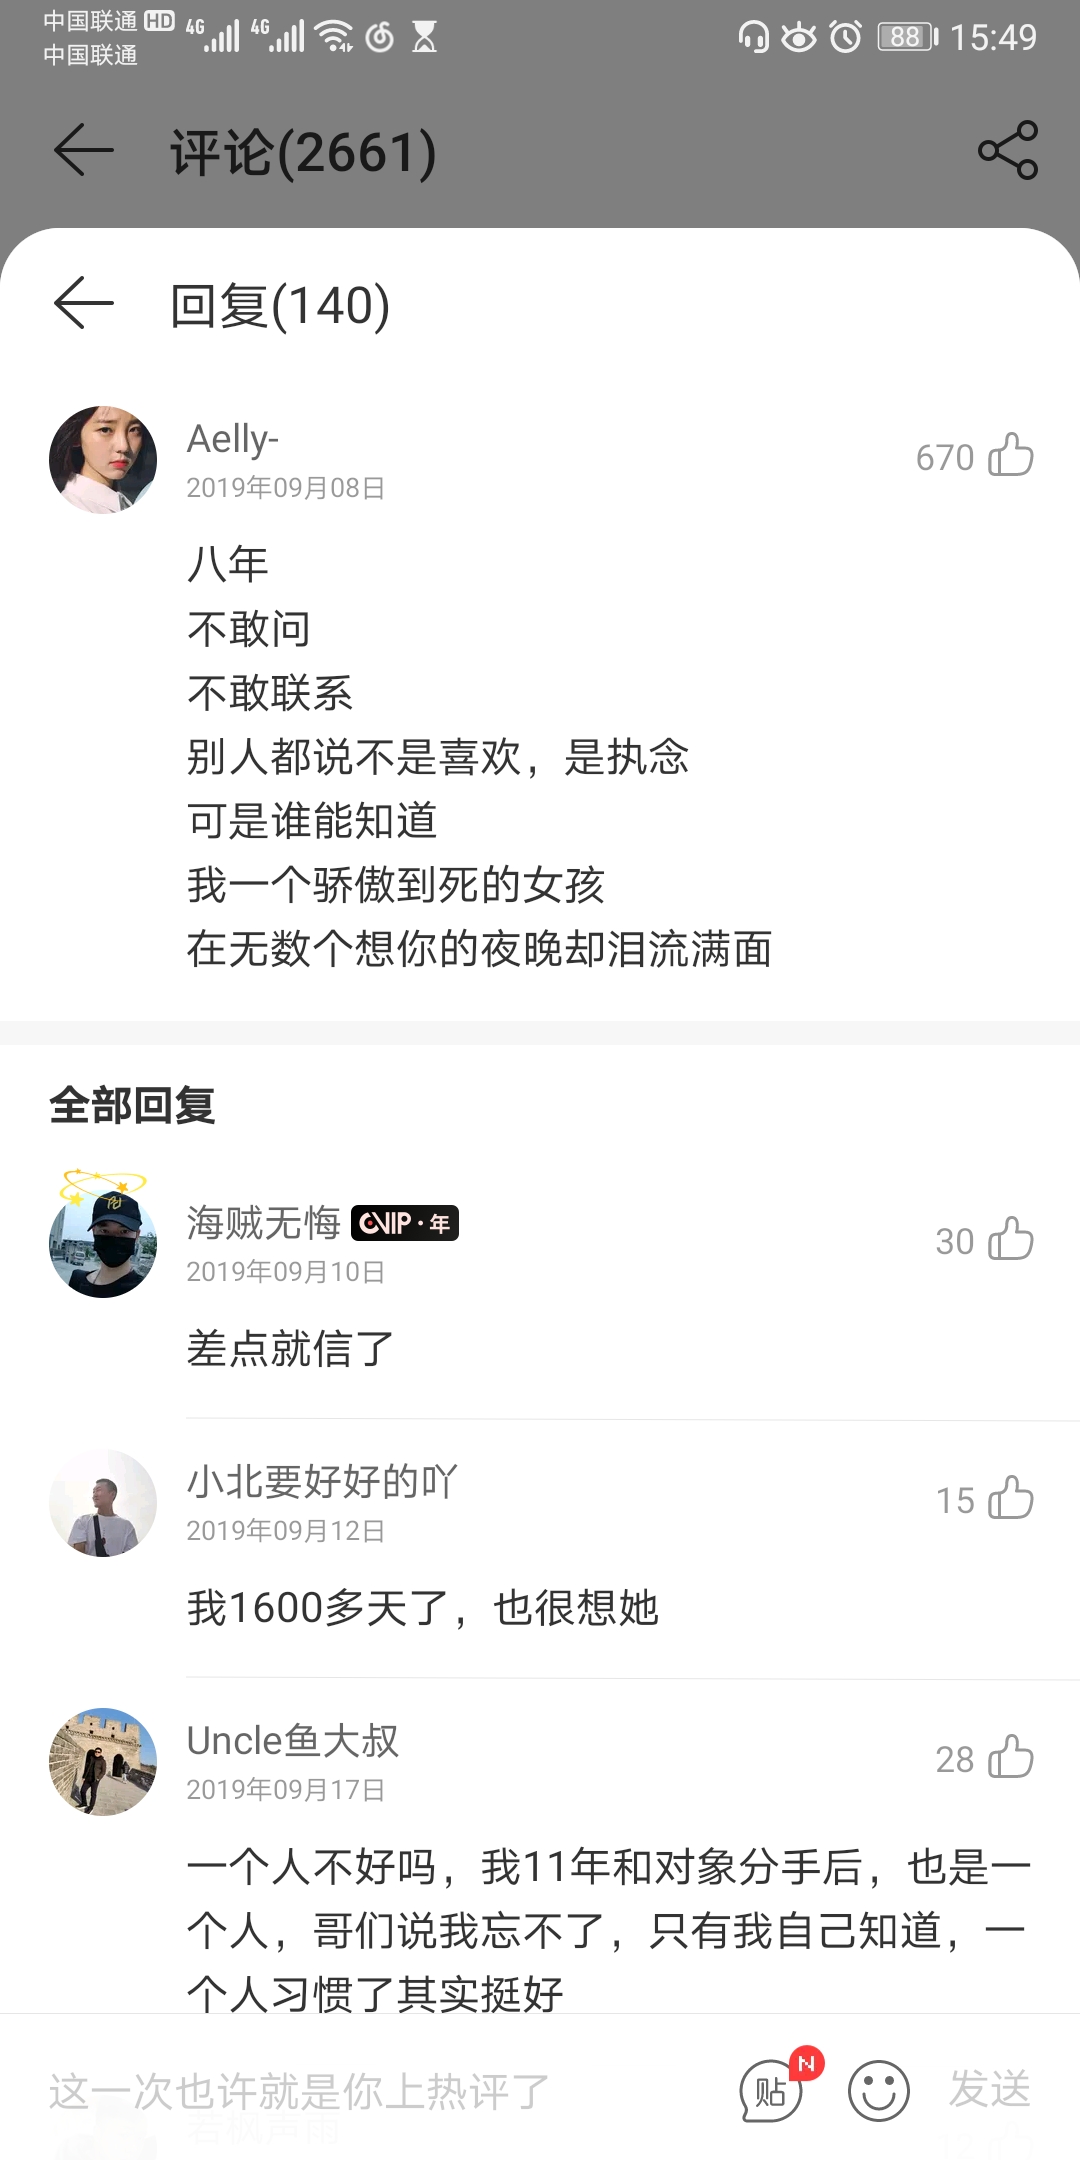 中国联通 HD 4G 4G 88 15:49
中国联通
评论(2661)
回复(140)
Aelly-
2019年09月08日
670
八年
不敢问
不敢联系
别人都说不是喜欢，是执念
可是谁能知道
我一个骄傲到死的女孩
在无数个想你的夜晚却泪流满面
全部回复
海贼无悔 VIP·年
2019年09月10日
30
差点就信了
小北要好好的吖
2019年09月12日
15
我1600多天了，也很想她
Uncle鱼大叔
2019年09月17日
28
一个人不好吗，我11年和对象分手后，也是一
个人，哥们说我忘不了，只有我自己知道，一
个人习惯了其实挺好
这一次也许就是你上热评了 贴 N 发送
若枫声雨
12